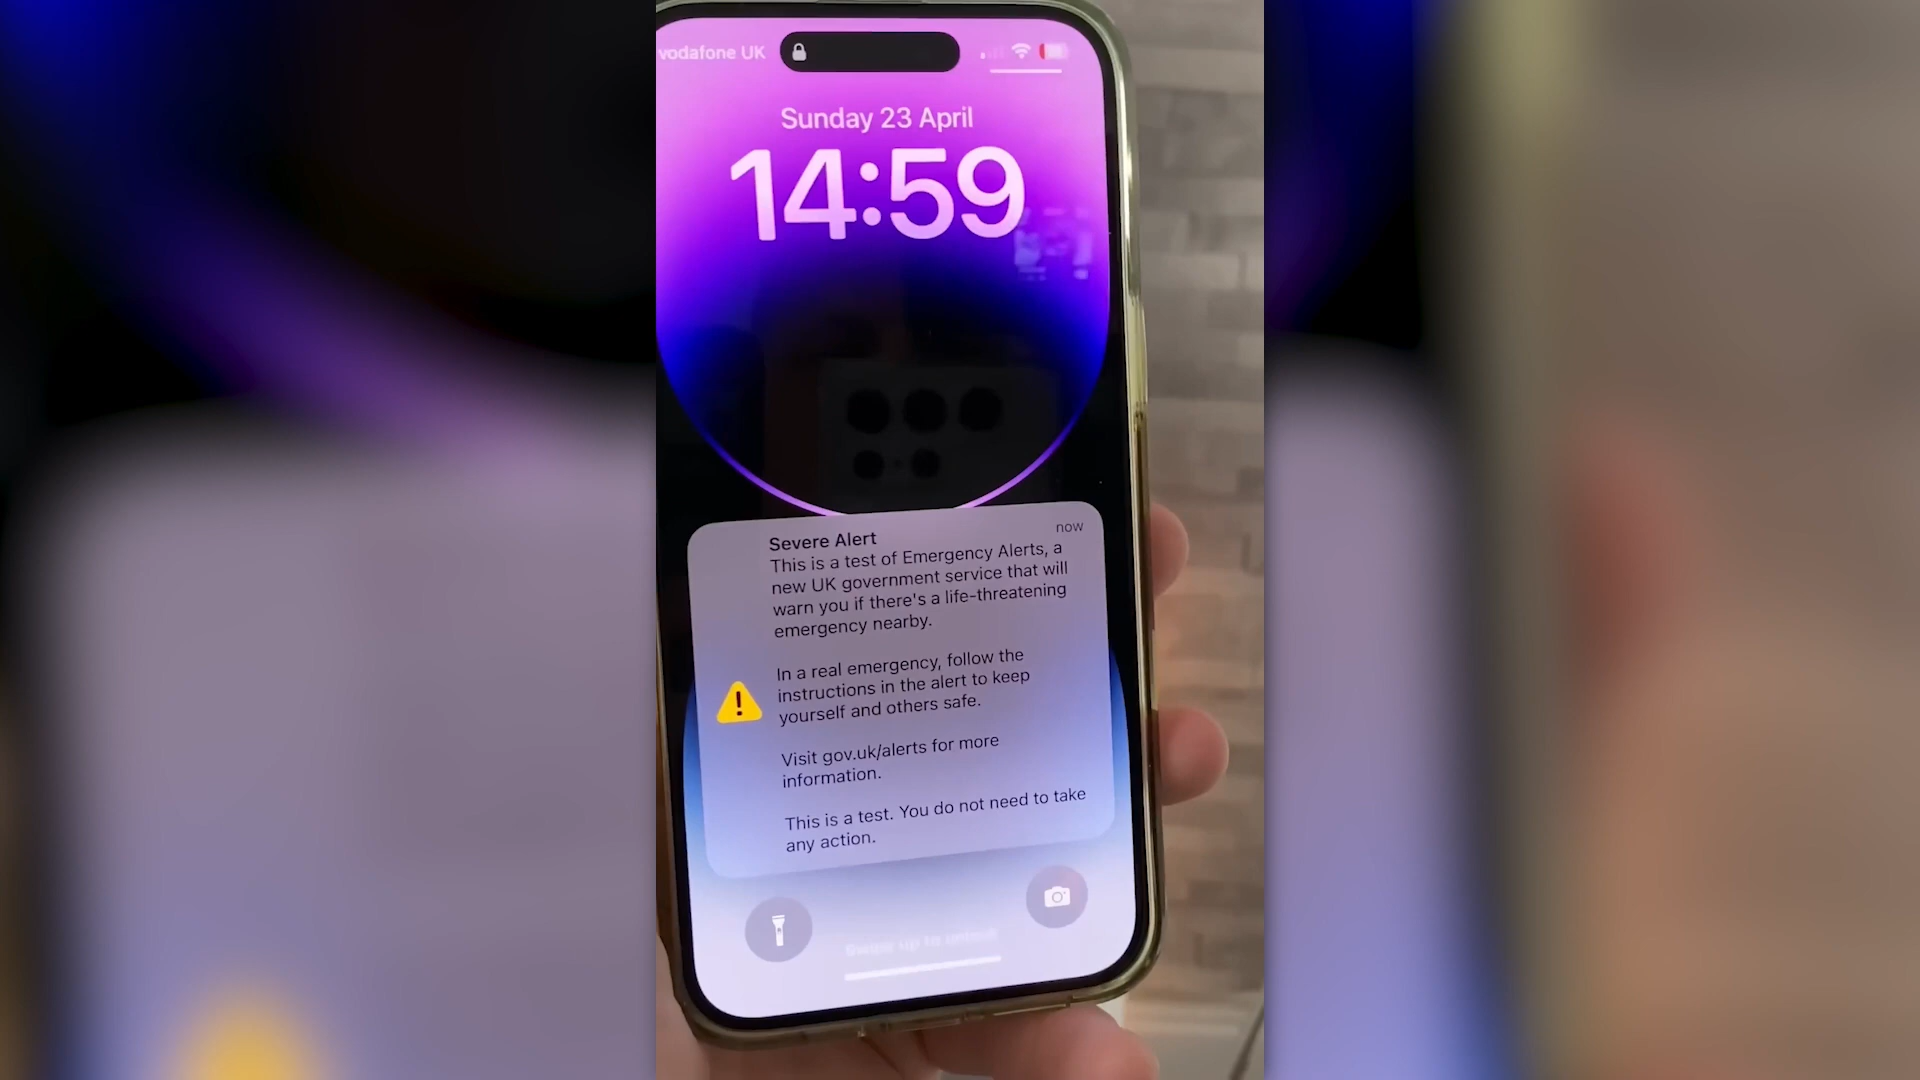 vodafone UK
Sunday 23 April
14:59
Severe Alert
now
This is a test of Emergency Alerts, a
new UK government service that will
warn you if there's a life-threatening
emergency nearby.
In a real emergency, follow the
instructions in the alert to keep
yourself and others safe.
Visit gov.uk/alerts for more
information.
This is a test. You do not need to take
any action.